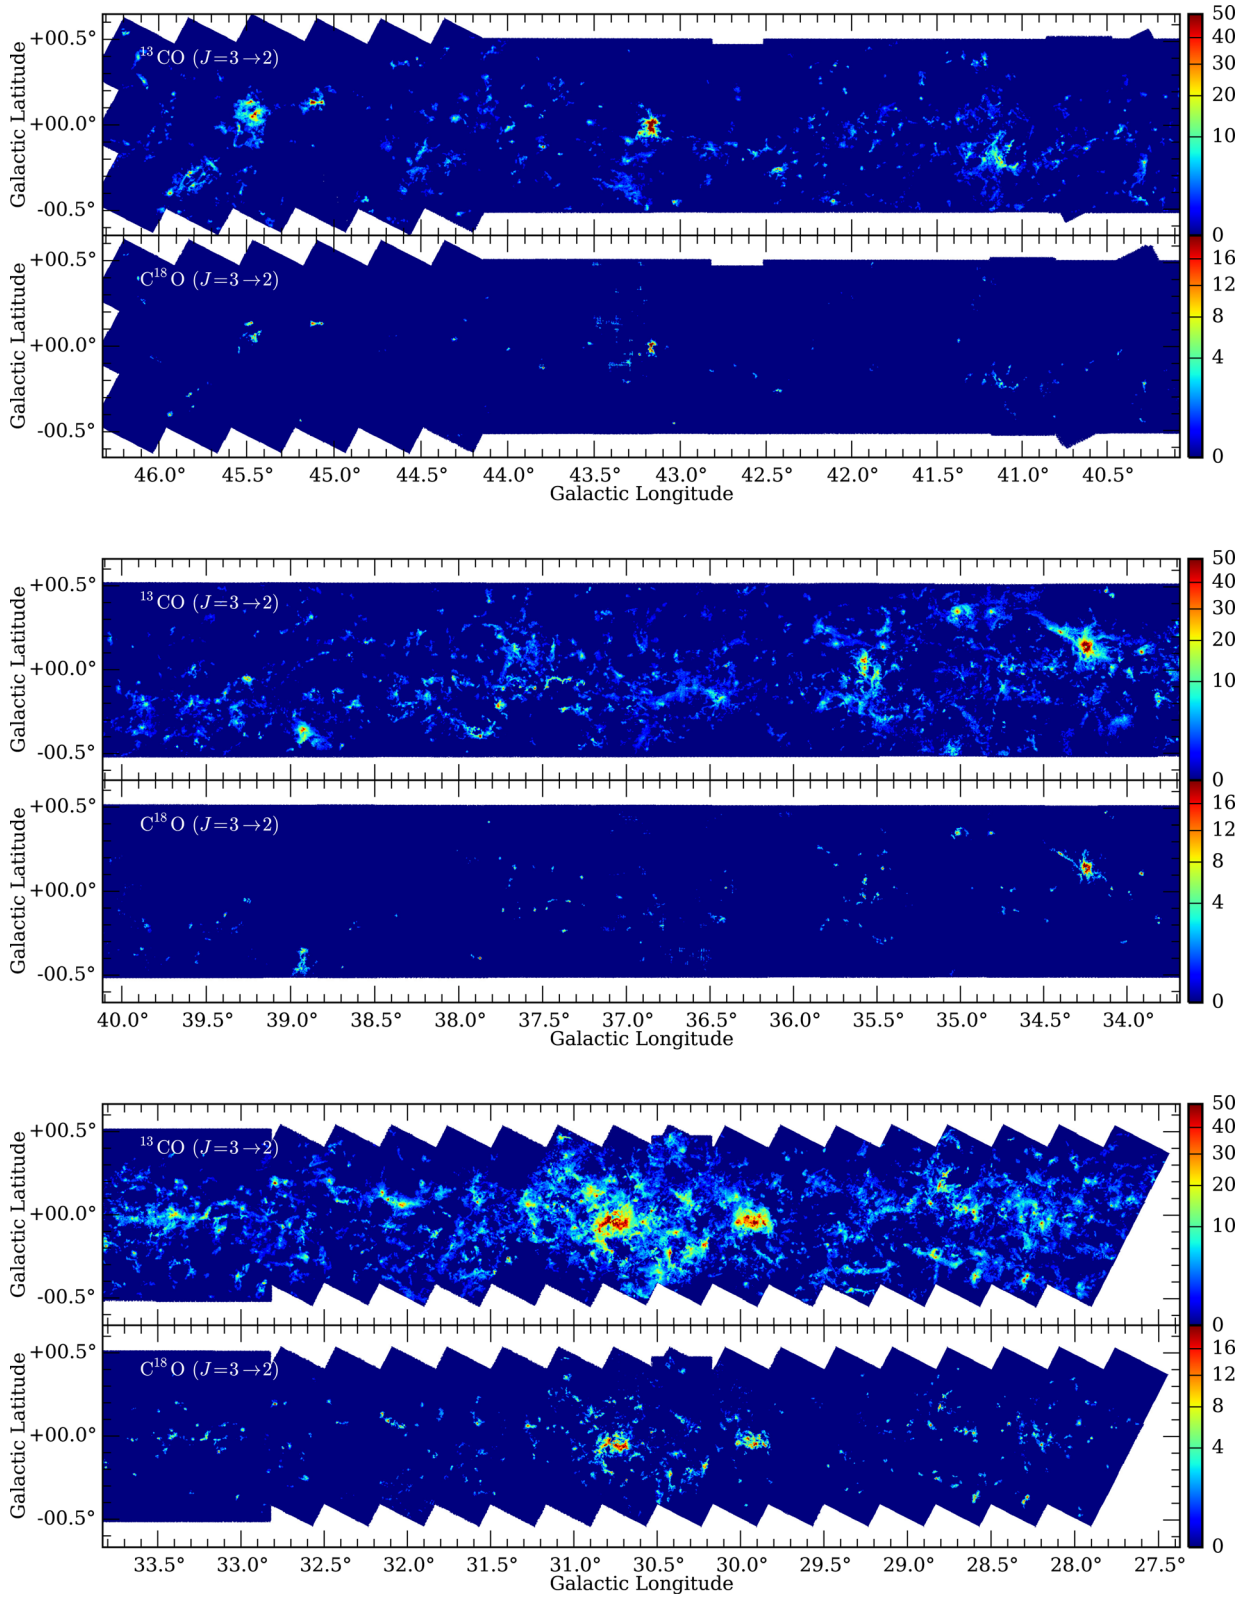 +00.5°
+00.0°
-00.5°
Galactic Latitude
¹³CO (J=3→2)
50
40
30
20
10
0
+00.5°
+00.0°
-00.5°
Galactic Latitude
C¹⁸O (J=3→2)
16
12
8
4
0
46.0° 45.5° 45.0° 44.5° 44.0° 43.5° 43.0° 42.5° 42.0° 41.5° 41.0° 40.5°
Galactic Longitude
+00.5°
+00.0°
-00.5°
Galactic Latitude
¹³CO (J=3→2)
50
40
30
20
10
0
+00.5°
+00.0°
-00.5°
Galactic Latitude
C¹⁸O (J=3→2)
16
12
8
4
0
40.0° 39.5° 39.0° 38.5° 38.0° 37.5° 37.0° 36.5° 36.0° 35.5° 35.0° 34.5° 34.0°
Galactic Longitude
+00.5°
+00.0°
-00.5°
Galactic Latitude
¹³CO (J=3→2)
50
40
30
20
10
0
+00.5°
+00.0°
-00.5°
Galactic Latitude
C¹⁸O (J=3→2)
16
12
8
4
0
33.5° 33.0° 32.5° 32.0° 31.5° 31.0° 30.5° 30.0° 29.5° 29.0° 28.5° 28.0° 27.5°
Galactic Longitude